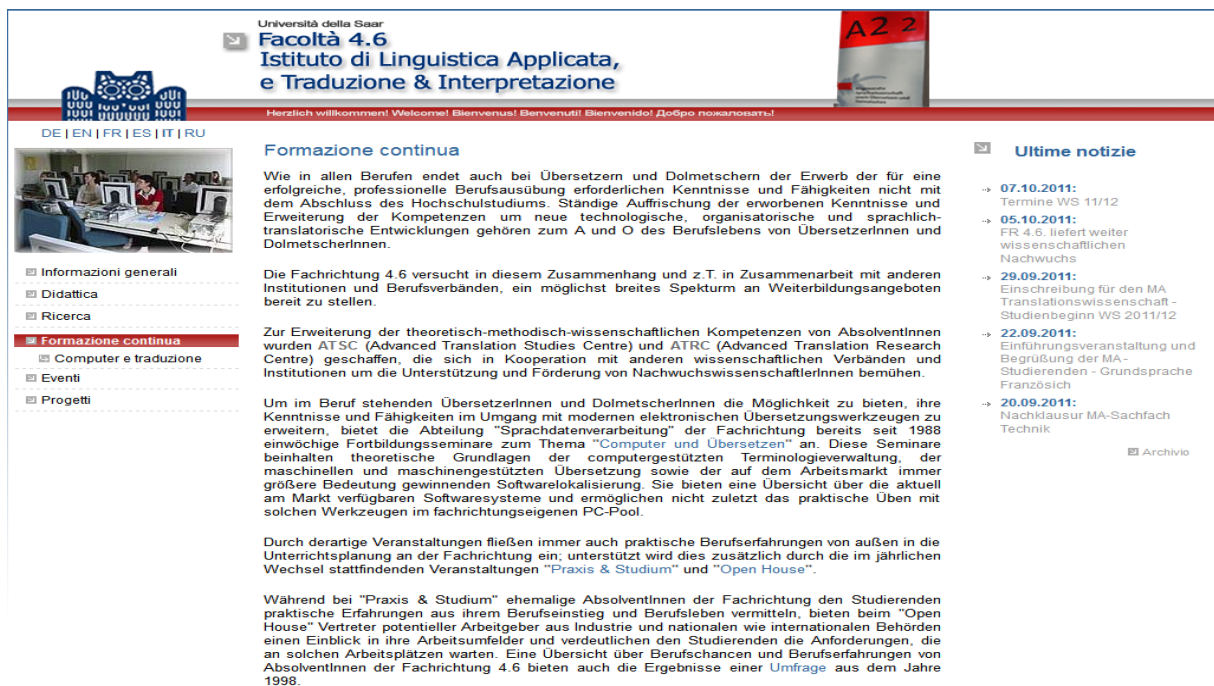 Università della Saar
Facoltà 4.6
Istituto di Linguistica Applicata,
e Traduzione & Interpretazione
A2 2
Herzlich willkommen! Welcome! Bienvenus! Benvenuti! Bienvenido! Добро пожаловать!
DE | EN | FR | ES | IT | RU
Informazioni generali
Didattica
Ricerca
Formazione continua
Computer e traduzione
Eventi
Progetti
Formazione continua
Wie in allen Berufen endet auch bei Übersetzern und Dolmetschern der Erwerb der für eine
erfolgreiche, professionelle Berufsausübung erforderlichen Kenntnisse und Fähigkeiten nicht mit
dem Abschluss des Hochschulstudiums. Ständige Auffrischung der erworbenen Kenntnisse und
Erweiterung der Kompetenzen um neue technologische, organisatorische und sprachlich-
translatorische Entwicklungen gehören zum A und O des Berufslebens von ÜbersetzerInnen und
DolmetscherInnen.
Die Fachrichtung 4.6 versucht in diesem Zusammenhang und z.T. in Zusammenarbeit mit anderen
Institutionen und Berufsverbänden, ein möglichst breites Spekturm an Weiterbildungsangeboten
bereit zu stellen.
Zur Erweiterung der theoretisch-methodisch-wissenschaftlichen Kompetenzen von AbsolventInnen
wurden ATSC (Advanced Translation Studies Centre) und ATRC (Advanced Translation Research
Centre) geschaffen, die sich in Kooperation mit anderen wissenschaftlichen Verbänden und
Institutionen um die Unterstützung und Förderung von NachwuchswissenschaftlerInnen bemühen.
Um im Beruf stehenden ÜbersetzerInnen und DolmetscherInnen die Möglichkeit zu bieten, ihre
Kenntnisse und Fähigkeiten im Umgang mit modernen elektronischen Übersetzungswerkzeugen zu
erweitern, bietet die Abteilung "Sprachdatenverarbeitung" der Fachrichtung bereits seit 1988
einwöchige Fortbildungsseminare zum Thema "Computer und Übersetzen" an. Diese Seminare
beinhalten theoretische Grundlagen der computergestützten Terminologieverwaltung, der
maschinellen und maschinengestützten Übersetzung sowie der auf dem Arbeitsmarkt immer
größere Bedeutung gewinnenden Softwarelokalisierung. Sie bieten eine Übersicht über die aktuell
am Markt verfügbaren Softwaresysteme und ermöglichen nicht zuletzt das praktische Üben mit
solchen Werkzeugen im fachrichtungseigenen PC-Pool.
Durch derartige Veranstaltungen fließen immer auch praktische Berufserfahrungen von außen in die
Unterrichtsplanung an der Fachrichtung ein; unterstützt wird dies zusätzlich durch die im jährlichen
Wechsel stattfindenden Veranstaltungen "Praxis & Studium" und "Open House".
Während bei "Praxis & Studium" ehemalige AbsolventInnen der Fachrichtung den Studierenden
praktische Erfahrungen aus ihrem Berufseinstieg und Berufsleben vermitteln, bieten beim "Open
House" Vertreter potentieller Arbeitgeber aus Industrie und nationalen wie internationalen Behörden
einen Einblick in ihre Arbeitsumfelder und verdeutlichen den Studierenden die Anforderungen, die
an solchen Arbeitsplätzen warten. Eine Übersicht über Berufschancen und Berufserfahrungen von
AbsolventInnen der Fachrichtung 4.6 bieten auch die Ergebnisse einer Umfrage aus dem Jahre
1998.
Ultime notizie
07.10.2011:
Termine WS 11/12
05.10.2011:
FR 4.6. liefert weiter
wissenschaftlichen
Nachwuchs
29.09.2011:
Einschreibung für den MA
Translationswissenschaft -
Studienbeginn WS 2011/12
22.09.2011:
Einführungsveranstaltung und
Begrüßung der MA-
Studierenden - Grundsprache
Französich
20.09.2011:
Nachklausur MA-Sachfach
Technik
Archivio